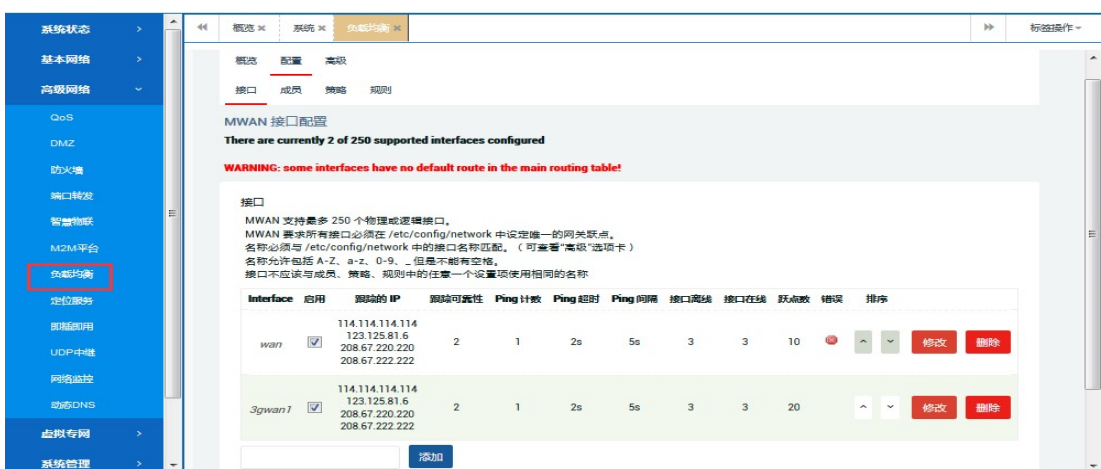 系统状态
基本网络
高级网络
QoS
DMZ
防火墙
端口转发
智慧物联
M2M平台
负载均衡
定位服务
即插即用
UDP中继
网络监控
动态DNS
虚拟专网
系统管理
概览 系统 负载均衡 标签操作
概览 配置 高级
接口 成员 策略 规则
MWAN 接口配置
There are currently 2 of 250 supported interfaces configured
WARNING: some interfaces have no default route in the main routing table!
接口
MWAN 支持最多 250 个物理或逻辑接口。
MWAN 要求所有接口必须在 /etc/config/network 中设定唯一的网关跃点。
名称必须与 /etc/config/network 中的接口名称匹配。（可查看"高级"选项卡）
名称允许包括 A-Z、a-z、0-9、_ 但是不能有空格。
接口不应该与成员、策略、规则中的任意一个设置项使用相同的名称
Interface 启用 跟踪的 IP 跟踪可靠性 Ping 计数 Ping 超时 Ping 间隔 接口离线 接口在线 跃点数 错误 排序
114.114.114.114
123.125.81.6
wan 2 1 2s 5s 3 3 10 修改 删除
208.67.220.220
208.67.222.222
114.114.114.114
123.125.81.6
3gwan1 2 1 2s 5s 3 3 20 修改 删除
208.67.220.220
208.67.222.222
添加